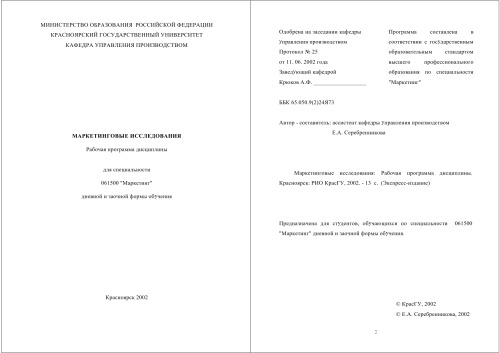 МИНИСТЕРСТВО ОБРАЗОВАНИЯ РОССИЙСКОЙ ФЕДЕРАЦИИ
КРАСНОЯРСКИЙ ГОСУДАРСТВЕННЫЙ УНИВЕРСИТЕТ
КАФЕДРА УПРАВЛЕНИЯ ПРОИЗВОДСТВОМ
МАРКЕТИНГОВЫЕ ИССЛЕДОВАНИЯ
Рабочая программа дисциплины
для специальности
061500 "Маркетинг"
дневной и заочной формы обучения
Красноярск 2002
Одобрена на заседании кафедры
Управления производством
Протокол № 25
от 11. 06. 2002 года
Заведующий кафедрой
Крюков А.Ф. ____________________
Программа составлена в
соответствии с государственным
образовательным стандартом
высшего профессионального
образования по специальности
"Маркетинг"
ББК 65.050.9(2)24Я73
Автор - составитель: ассистент кафедры Управления производством
Е.А. Серебренникова
Маркетинговые исследования: Рабочая программа дисциплины.
Красноярск: РИО КрасГУ, 2002. - 13 с. (Экспресс-издание)
Предназначена для студентов, обучающихся по специальности 061500
"Маркетинг" дневной и заочной формы обучения.
© КрасГУ, 2002
© Е.А. Серебренникова, 2002
2